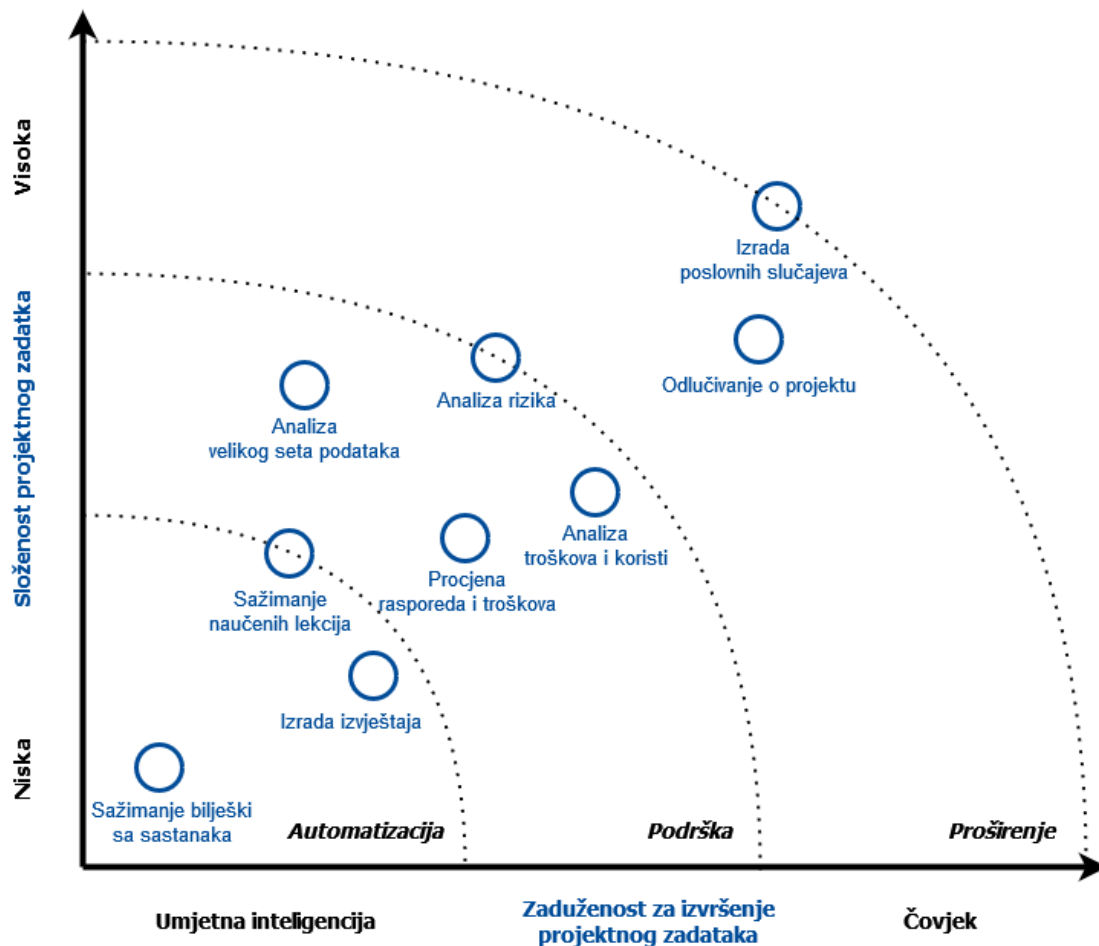 Visoka
Složenost projektnog zadatka
Niska
Izrada
poslovnih slučajeva
Odlučivanje o projektu
Analiza rizika
Analiza
velikog seta podataka
Analiza
troškova i koristi
Procjena
rasporeda i troškova
Sažimanje
naučenih lekcija
Izrada izvještaja
Sažimanje bilješki
sa sastanaka
Automatizacija
Podrška
Proširenje
Umjetna inteligencija
Zaduženost za izvršenje
projektnog zadataka
Čovjek